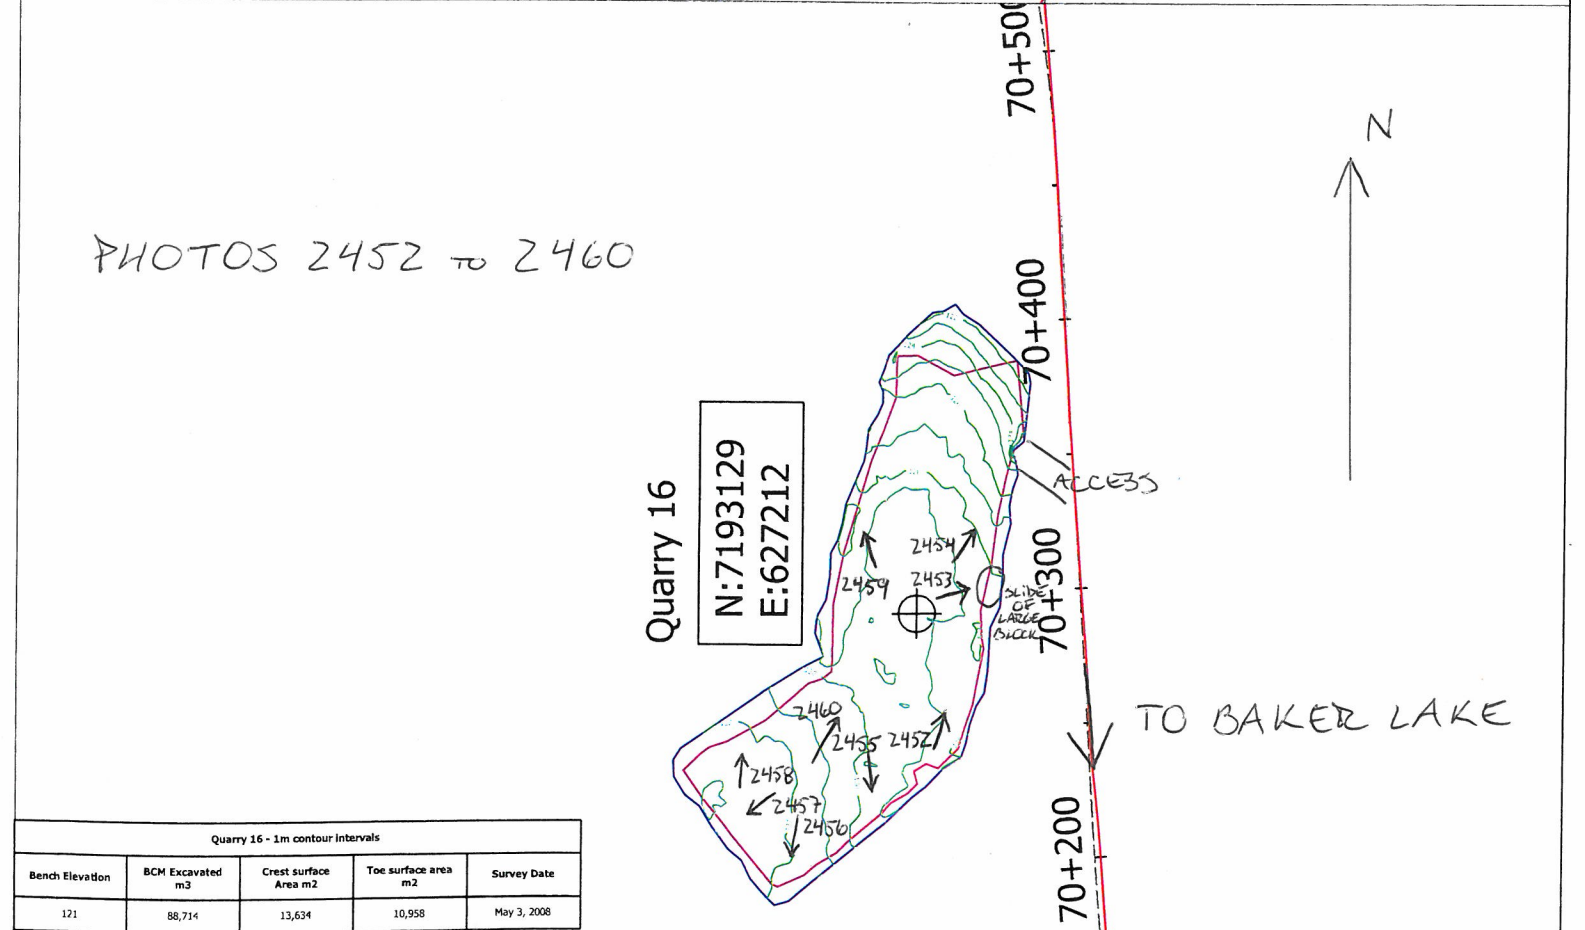 70+500
N
PHOTOS 2452 TO 2460
70+400
Quarry 16
N:7193129
E:627212
ACCESS
2454
2453
2459
SLIDE
OF
LARGE
BLOCK
70+300
TO BAKER LAKE
2460
2455
2452
2458
2457
2456
70+200
Quarry 16 - 1m contour intervals
Bench Elevation BCM Excavated m3 Crest surface Area m2 Toe surface area m2 Survey Date
121 88,714 13,634 10,958 May 3, 2008